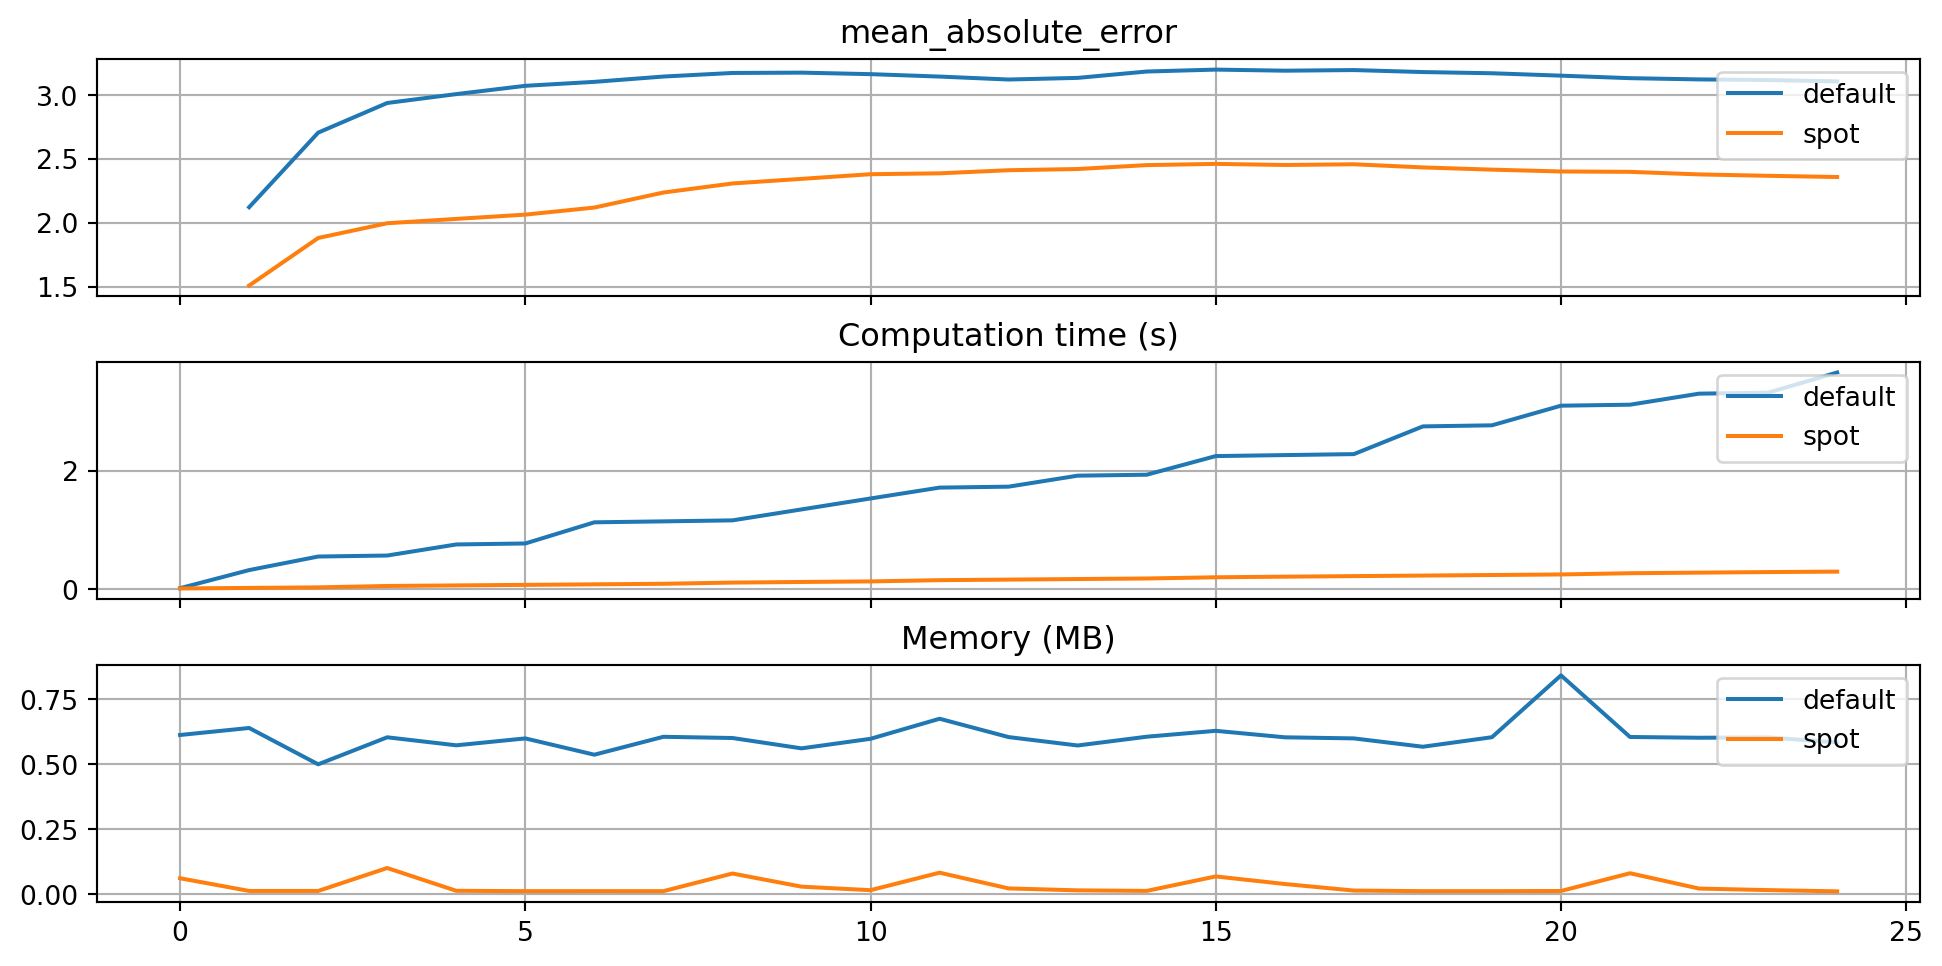 mean_absolute_error
3.0
2.5
2.0
1.5
default
spot
Computation time (s)
2
0
default
spot
Memory (MB)
0.75
0.50
0.25
0.00
default
spot
0 5 10 15 20 25